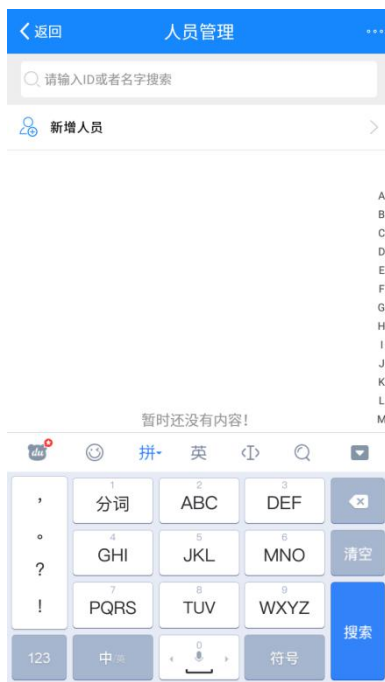 返回 人员管理
请输入ID或者名字搜索
新增人员
A
B
C
D
E
F
G
H
I
J
K
L
M
暂时还没有内容!
du 拼 英
, 1 分词 2 ABC 3 DEF
。 4 GHI 5 JKL 6 MNO 清空
?
! 7 PQRS 8 TUV 9 WXYZ 搜索
123 中/英 0 符号